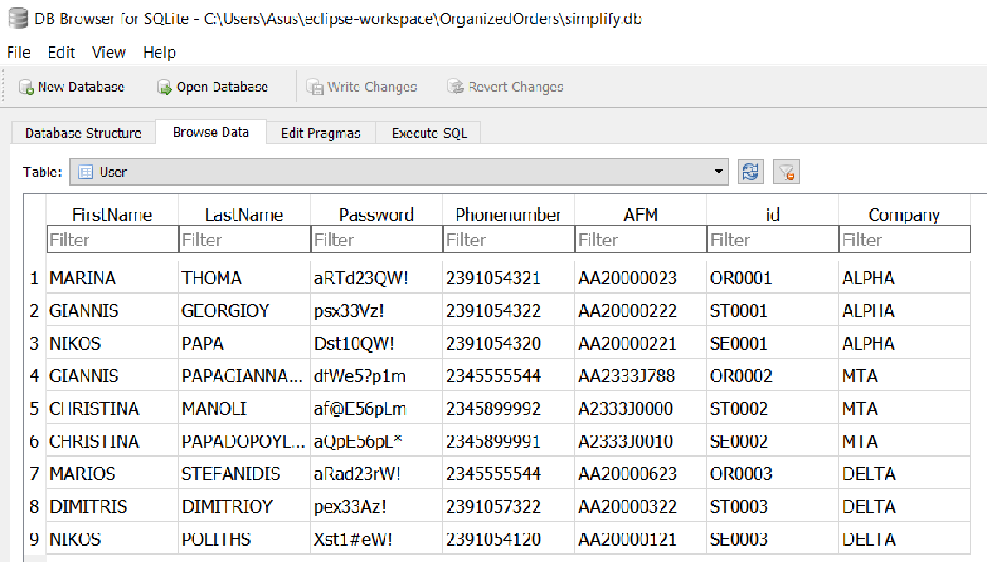 DB Browser for SQLite - C:\Users\Asus\eclipse-workspace\OrganizedOrders\simplify.db
File Edit View Help
New Database Open Database Write Changes Revert Changes
Database Structure Browse Data Edit Pragmas Execute SQL
Table: User
FirstName LastName Password Phonenumber AFM id Company
Filter Filter Filter Filter Filter Filter Filter
1 MARINA THOMA aRTd23QW! 2391054321 AA20000023 OR0001 ALPHA
2 GIANNIS GEORGIOY psx33Vz! 2391054322 AA20000222 ST0001 ALPHA
3 NIKOS PAPA Dst10QW! 2391054320 AA20000221 SE0001 ALPHA
4 GIANNIS PAPAGIANNA... dfWe5?p1m 2345555544 AA2333J788 OR0002 MTA
5 CHRISTINA MANOLI af@E56pLm 2345899992 A2333J0000 ST0002 MTA
6 CHRISTINA PAPADOPOYL... aQpE56pL* 2345899991 A2333J0010 SE0002 MTA
7 MARIOS STEFANIDIS aRad23rW! 2345555544 AA20000623 OR0003 DELTA
8 DIMITRIS DIMITRIOY pex33Az! 2391057322 AA20000322 ST0003 DELTA
9 NIKOS POLITHS Xst1#eW! 2391054120 AA20000121 SE0003 DELTA